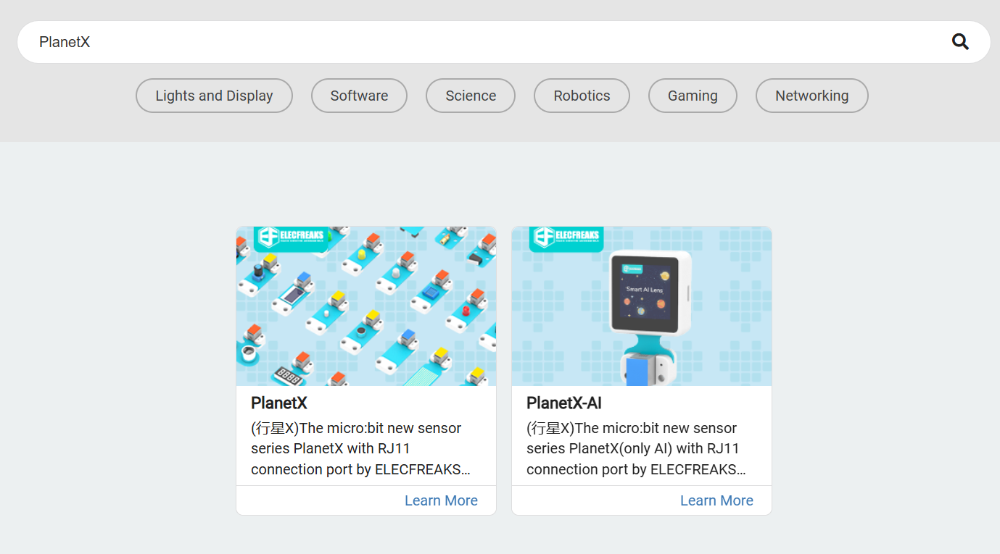 PlanetX
Lights and Display
Software
Science
Robotics
Gaming
Networking
ELECFREAKS
ELECFREAKS
Smart AI Lens
8888
PlanetX
(行星X)The micro:bit new sensor
series PlanetX with RJ11
connection port by ELECFREAKS...
Learn More
PlanetX-AI
(行星X)The micro:bit new sensor
series PlanetX(only AI) with RJ11
connection port by ELECFREAKS...
Learn More